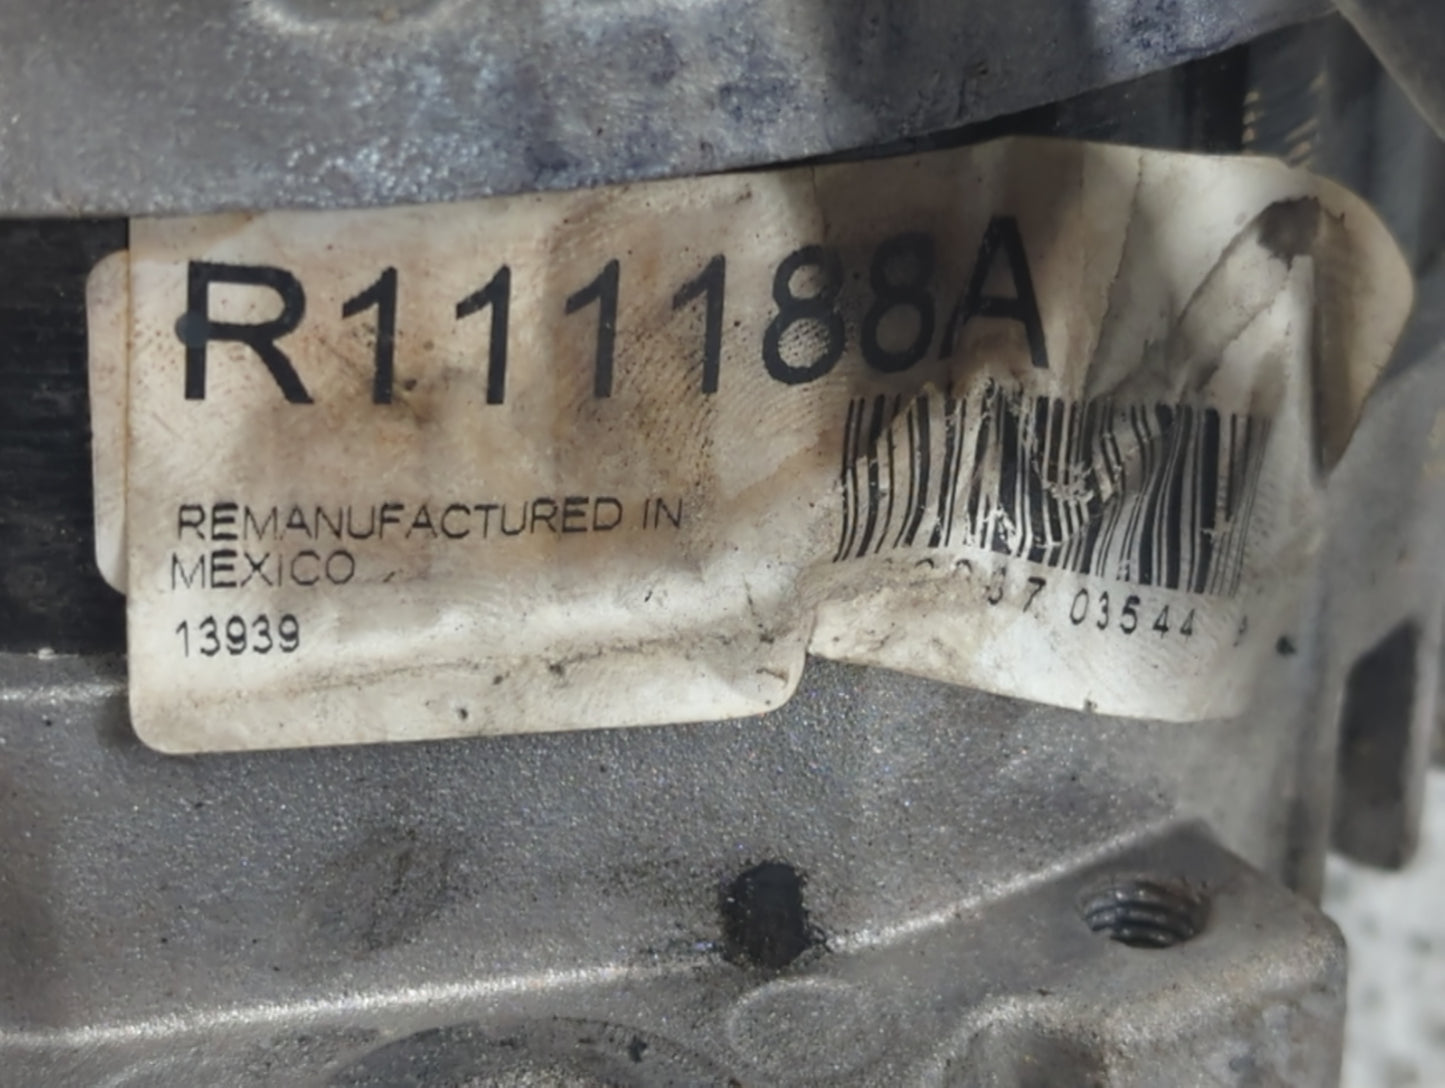 R111188A
REMANUFACTURED IN
MEXICO
13939
03544